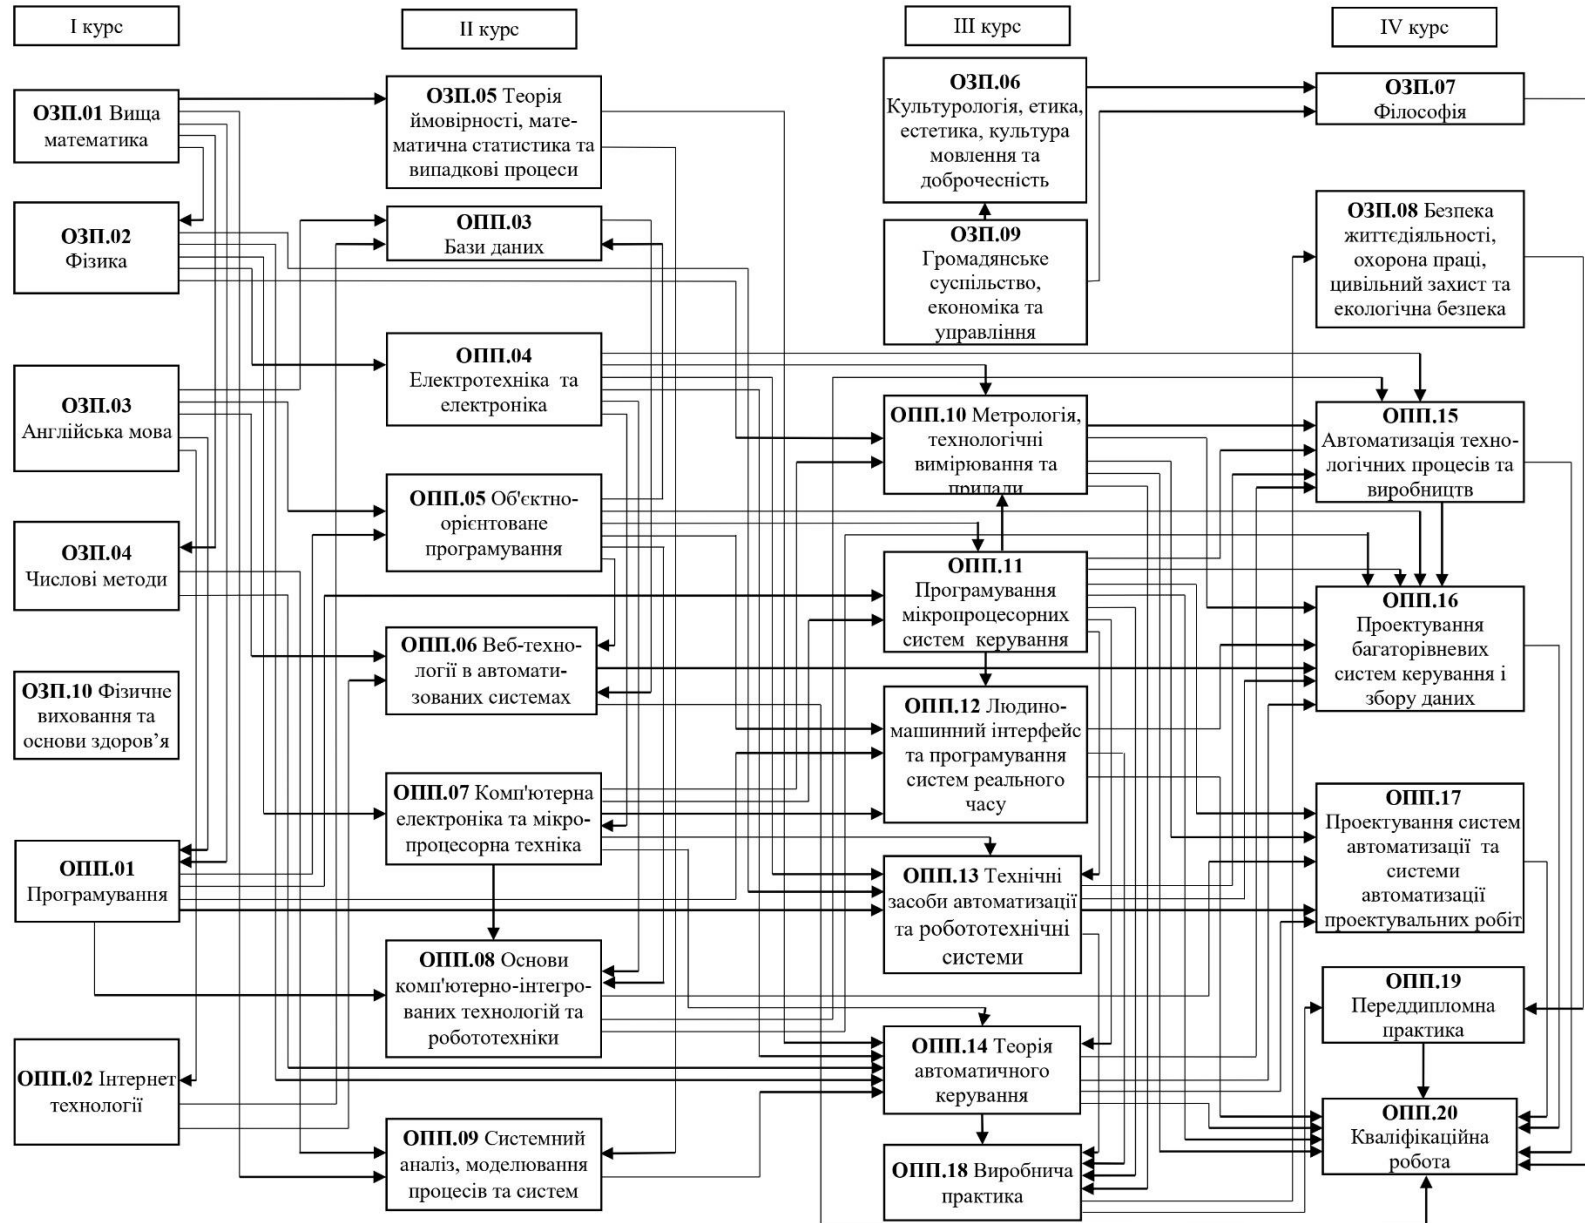 I курс
II курс
III курс
IV курс
ОЗП.01 Вища
математика
ОЗП.02
Фізика
ОЗП.03
Англійська мова
ОЗП.04
Числові методи
ОЗП.10 Фізичне
виховання та
основи здоров’я
ОПП.01
Програмування
ОПП.02 Інтернет
технології
ОЗП.05 Теорія
ймовірності, мате-
матична статистика та
випадкові процеси
ОПП.03
Бази даних
ОПП.04
Електротехніка та
електроніка
ОПП.05 Об'єктно-
орієнтоване
програмування
ОПП.06 Веб-техно-
логії в автомати-
зованих системах
ОПП.07 Комп'ютерна
електроніка та мікро-
процесорна техніка
ОПП.08 Основи
комп'ютерно-інтегро-
ваних технологій та
робототехніки
ОПП.09 Системний
аналіз, моделювання
процесів та систем
ОЗП.06
Культурологія, етика,
естетика, культура
мовлення та
доброчесність
ОЗП.09
Громадянське
суспільство,
економіка та
управління
ОПП.10 Метрологія,
технологічні
вимірювання та
прилади
ОПП.11
Програмування
мікропроцесорних
систем керування
ОПП.12 Людино-
машинний інтерфейс
та програмування
систем реального
часу
ОПП.13 Технічні
засоби автоматизації
та робототехнічні
системи
ОПП.14 Теорія
автоматичного
керування
ОПП.18 Виробнича
практика
ОЗП.07
Філософія
ОЗП.08 Безпека
життєдіяльності,
охорона праці,
цивільний захист та
екологічна безпека
ОПП.15
Автоматизація техно-
логічних процесів та
виробництв
ОПП.16
Проектування
багаторівневих
систем керування і
збору даних
ОПП.17
Проектування систем
автоматизації та
системи
автоматизації
проектувальних робіт
ОПП.19
Переддипломна
практика
ОПП.20
Кваліфікаційна
робота